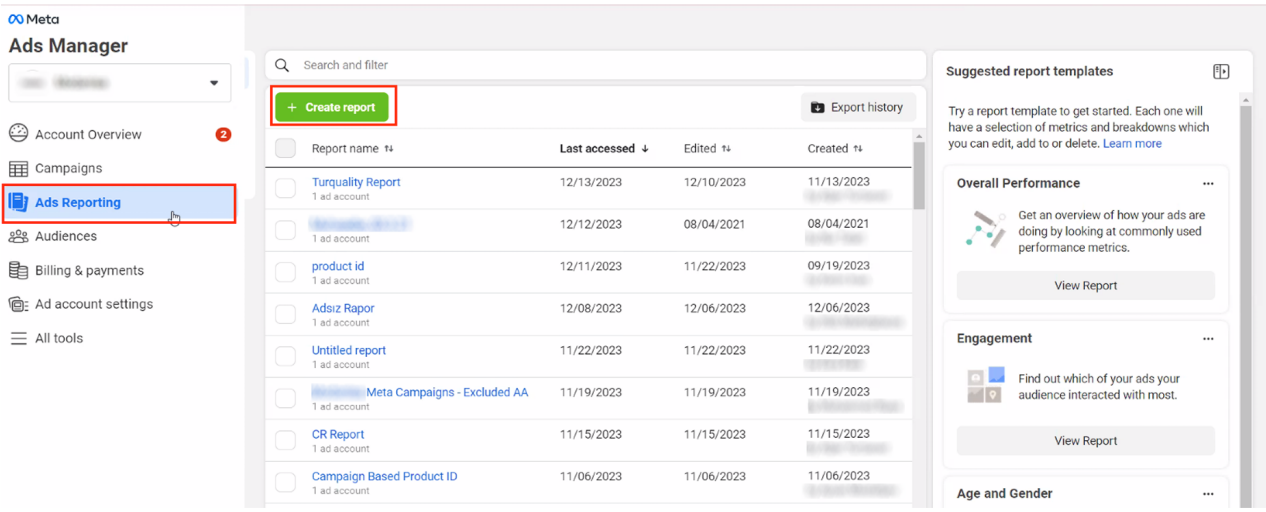 Meta
Ads Manager
Account Overview 2
Campaigns
Ads Reporting
Audiences
Billing & payments
Ad account settings
All tools
Search and filter
+ Create report
Export history
Report name Last accessed Edited Created
Turquality Report 12/13/2023 12/10/2023 11/13/2023
1 ad account
12/12/2023 08/04/2021 08/04/2021
1 ad account
product id 12/11/2023 11/22/2023 09/19/2023
1 ad account
Adsız Rapor 12/08/2023 12/06/2023 12/06/2023
1 ad account
Untitled report 11/22/2023 11/22/2023 11/22/2023
1 ad account
Meta Campaigns - Excluded AA 11/19/2023 11/19/2023 11/19/2023
1 ad account
CR Report 11/15/2023 11/15/2023 11/15/2023
1 ad account
Campaign Based Product ID 11/06/2023 11/06/2023 11/06/2023
1 ad account
Suggested report templates
Try a report template to get started. Each one will
have a selection of metrics and breakdowns which
you can edit, add to or delete. Learn more
Overall Performance
Get an overview of how your ads are
doing by looking at commonly used
performance metrics.
View Report
Engagement
Find out which of your ads your
audience interacted with most.
View Report
Age and Gender